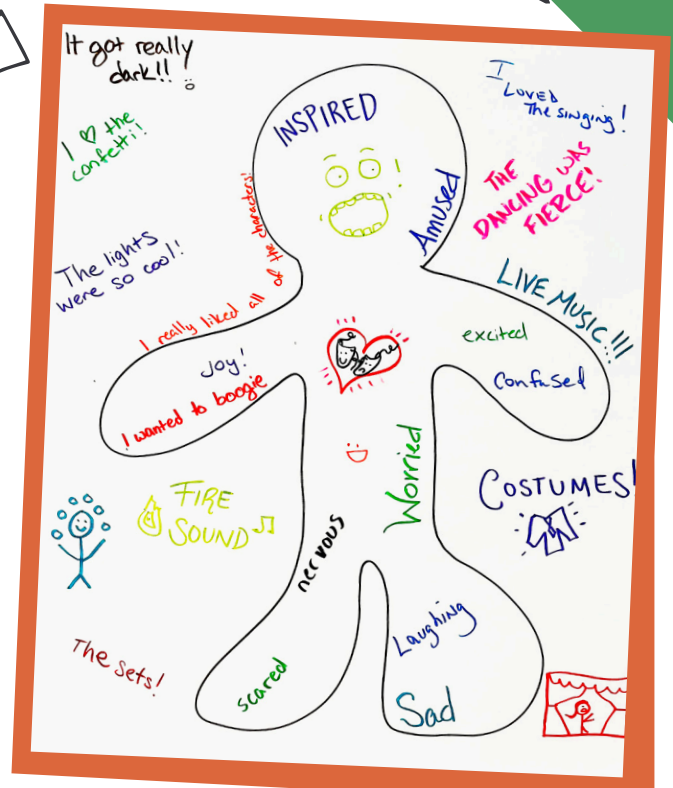 It got really
dark!!
I ♡ the
confetti!
INSPIRED
I
LOVED
The singing!
Amused
THE
DANCING WAS
FIERCE!
The lights
were so cool!
I really liked all of the characters!
LIVE MUSIC!!!
excited
Confused
Joy!
I wanted to boogie
Worried
COSTUMES!
FIRE
SOUND
nervous
Laughing
The sets!
scared
Sad